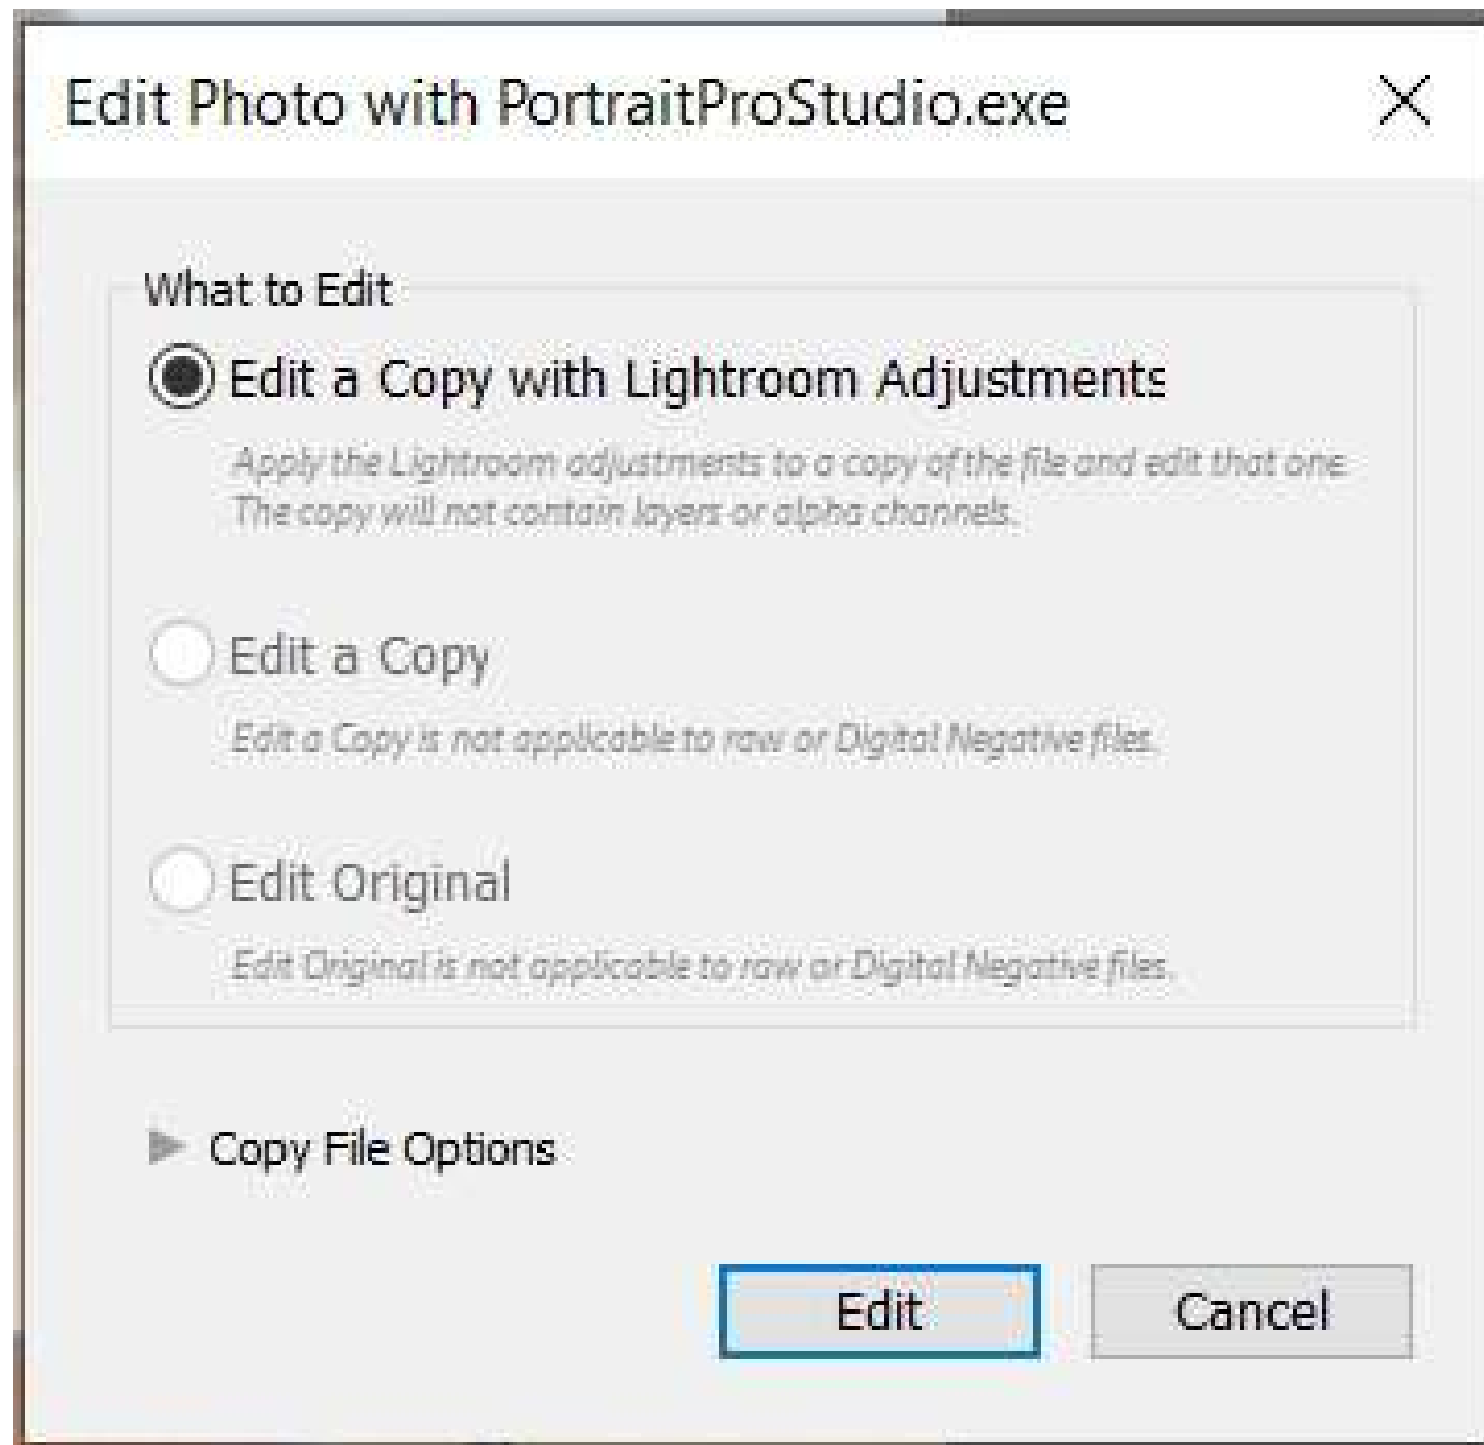 Edit Photo with PortraitProStudio.exe
What to Edit
Edit a Copy with Lightroom Adjustments
Apply the Lightroom adjustments to a copy of the file and edit that one.
The copy will not contain layers or alpha channels.
Edit a Copy
Edit a Copy is not applicable to raw or Digital Negative files.
Edit Original
Edit Original is not applicable to raw or Digital Negative files.
Copy File Options
Edit
Cancel